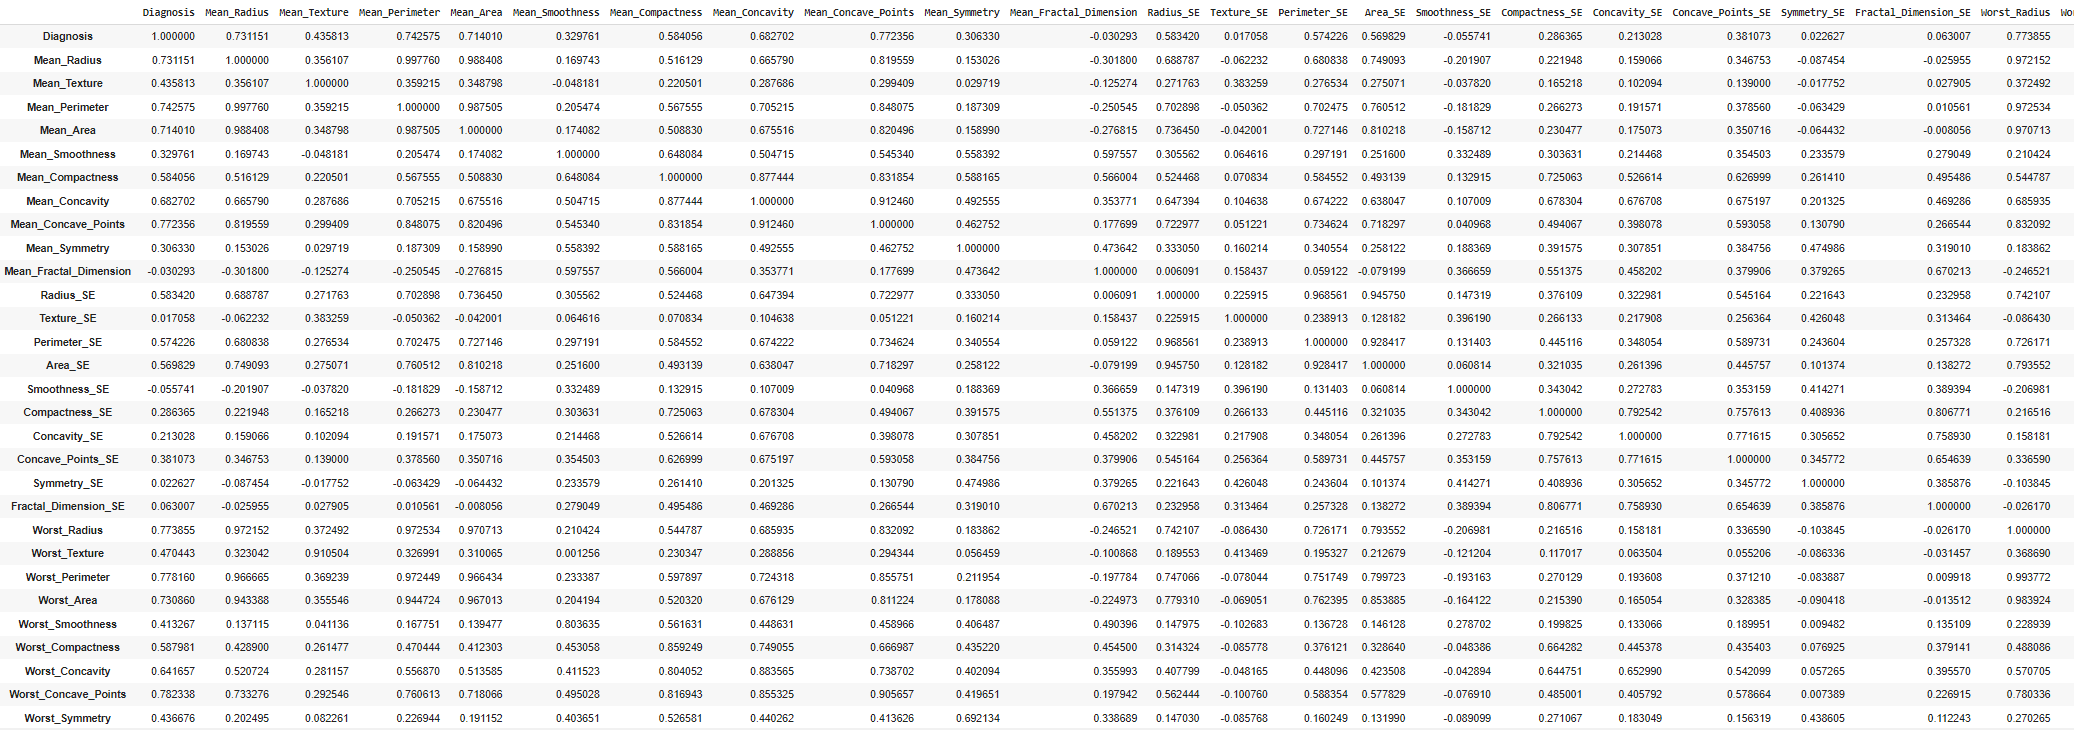 Diagnosis Mean_Radius Mean_Texture Mean_Perimeter Mean_Area Mean_Smoothness Mean_Compactness Mean_Concavity Mean_Concave_Points Mean_Symmetry Mean_Fractal_Dimension Radius_SE Texture_SE Perimeter_SE Area_SE Smoothness_SE Compactness_SE Concavity_SE Concave_Points_SE Symmetry_SE Fractal_Dimension_SE Worst_Radius Wo
Diagnosis 1.000000 0.731151 0.435813 0.742575 0.714010 0.329761 0.584056 0.682702 0.772356 0.306330 -0.030293 0.583420 0.017058 0.574226 0.569829 -0.055741 0.286365 0.213028 0.381073 0.022627 0.063007 0.773855
Mean_Radius 0.731151 1.000000 0.356107 0.997760 0.988408 0.169743 0.516129 0.665790 0.819559 0.153026 -0.301800 0.688787 -0.062232 0.680838 0.749093 -0.201907 0.221948 0.159066 0.346753 -0.087454 -0.025955 0.972152
Mean_Texture 0.435813 0.356107 1.000000 0.359215 0.348798 -0.048181 0.220501 0.287686 0.299409 0.029719 -0.125274 0.271763 0.383259 0.276534 0.275071 -0.037820 0.165218 0.102094 0.139000 -0.017752 0.027905 0.372492
Mean_Perimeter 0.742575 0.997760 0.359215 1.000000 0.987505 0.205474 0.567555 0.705215 0.848075 0.187309 -0.250545 0.702898 -0.050362 0.702475 0.760512 -0.181829 0.266273 0.191571 0.378560 -0.063429 0.010561 0.972534
Mean_Area 0.714010 0.988408 0.348798 0.987505 1.000000 0.174082 0.508830 0.675516 0.820496 0.158990 -0.276815 0.736450 -0.042001 0.727146 0.810218 -0.158712 0.230477 0.175073 0.350716 -0.064432 -0.008056 0.970713
Mean_Smoothness 0.329761 0.169743 -0.048181 0.205474 0.174082 1.000000 0.648084 0.504715 0.545340 0.558392 0.597557 0.305562 0.064616 0.297191 0.251600 0.332489 0.303631 0.214468 0.354503 0.233579 0.279049 0.210424
Mean_Compactness 0.584056 0.516129 0.220501 0.567555 0.508830 0.648084 1.000000 0.877444 0.831854 0.588165 0.566004 0.524468 0.070834 0.584552 0.493139 0.132915 0.725063 0.526614 0.626999 0.261410 0.495486 0.544787
Mean_Concavity 0.682702 0.665790 0.287686 0.705215 0.675516 0.504715 0.877444 1.000000 0.912460 0.492555 0.353771 0.647394 0.104638 0.674222 0.638047 0.107009 0.678304 0.676708 0.675197 0.201325 0.469286 0.685935
Mean_Concave_Points 0.772356 0.819559 0.299409 0.848075 0.820496 0.545340 0.831854 0.912460 1.000000 0.462752 0.177699 0.722977 0.051221 0.734624 0.718297 0.040968 0.494067 0.398078 0.593058 0.130790 0.266544 0.832092
Mean_Symmetry 0.306330 0.153026 0.029719 0.187309 0.158990 0.558392 0.588165 0.492555 0.462752 1.000000 0.473642 0.333050 0.160214 0.340554 0.258122 0.188369 0.391575 0.307851 0.384756 0.474986 0.319010 0.183862
Mean_Fractal_Dimension -0.030293 -0.301800 -0.125274 -0.250545 -0.276815 0.597557 0.566004 0.353771 0.177699 0.473642 1.000000 0.006091 0.158437 0.059122 -0.079199 0.366659 0.551375 0.458202 0.379906 0.379265 0.670213 -0.246521
Radius_SE 0.583420 0.688787 0.271763 0.702898 0.736450 0.305562 0.524468 0.647394 0.722977 0.333050 0.006091 1.000000 0.225915 0.968561 0.945750 0.147319 0.376109 0.322981 0.545164 0.221643 0.232958 0.742107
Texture_SE 0.017058 -0.062232 0.383259 -0.050362 -0.042001 0.064616 0.070834 0.104638 0.051221 0.160214 0.158437 0.225915 1.000000 0.238913 0.128182 0.396190 0.266133 0.217908 0.256364 0.426048 0.313464 -0.086430
Perimeter_SE 0.574226 0.680838 0.276534 0.702475 0.727146 0.297191 0.584552 0.674222 0.734624 0.340554 0.059122 0.968561 0.238913 1.000000 0.928417 0.131403 0.445116 0.348054 0.589731 0.243604 0.257328 0.726171
Area_SE 0.569829 0.749093 0.275071 0.760512 0.810218 0.251600 0.493139 0.638047 0.718297 0.258122 -0.079199 0.945750 0.128182 0.928417 1.000000 0.060814 0.321035 0.261396 0.445757 0.101374 0.138272 0.793552
Smoothness_SE -0.055741 -0.201907 -0.037820 -0.181829 -0.158712 0.332489 0.132915 0.107009 0.040968 0.188369 0.366659 0.147319 0.396190 0.131403 0.060814 1.000000 0.343042 0.272783 0.353159 0.414271 0.389394 -0.206981
Compactness_SE 0.286365 0.221948 0.165218 0.266273 0.230477 0.303631 0.725063 0.678304 0.494067 0.391575 0.551375 0.376109 0.266133 0.445116 0.321035 0.343042 1.000000 0.792542 0.757613 0.408936 0.806771 0.216516
Concavity_SE 0.213028 0.159066 0.102094 0.191571 0.175073 0.214468 0.526614 0.676708 0.398078 0.307851 0.458202 0.322981 0.217908 0.348054 0.261396 0.272783 0.792542 1.000000 0.771615 0.305652 0.758930 0.158181
Concave_Points_SE 0.381073 0.346753 0.139000 0.378560 0.350716 0.354503 0.626999 0.675197 0.593058 0.384756 0.379906 0.545164 0.256364 0.589731 0.445757 0.353159 0.757613 0.771615 1.000000 0.345772 0.654639 0.336590
Symmetry_SE 0.022627 -0.087454 -0.017752 -0.063429 -0.064432 0.233579 0.261410 0.201325 0.130790 0.474986 0.379265 0.221643 0.426048 0.243604 0.101374 0.414271 0.408936 0.305652 0.345772 1.000000 0.385876 -0.103845
Fractal_Dimension_SE 0.063007 -0.025955 0.027905 0.010561 -0.008056 0.279049 0.495486 0.469286 0.266544 0.319010 0.670213 0.232958 0.313464 0.257328 0.138272 0.389394 0.806771 0.758930 0.654639 0.385876 1.000000 -0.026170
Worst_Radius 0.773855 0.972152 0.372492 0.972534 0.970713 0.210424 0.544787 0.685935 0.832092 0.183862 -0.246521 0.742107 -0.086430 0.726171 0.793552 -0.206981 0.216516 0.158181 0.336590 -0.103845 -0.026170 1.000000
Worst_Texture 0.470443 0.323042 0.910504 0.326991 0.310065 0.001256 0.230347 0.288856 0.294344 0.056459 -0.100868 0.189553 0.413469 0.195327 0.212679 -0.121204 0.117017 0.063504 0.055206 -0.086336 -0.031457 0.368690
Worst_Perimeter 0.778160 0.966665 0.369239 0.972449 0.966434 0.233387 0.597897 0.724318 0.855751 0.211954 -0.197784 0.747066 -0.078044 0.751749 0.799723 -0.193163 0.270129 0.193608 0.371210 -0.083887 0.009918 0.993772
Worst_Area 0.730860 0.943388 0.355546 0.944724 0.967013 0.204194 0.520320 0.676129 0.811224 0.178088 -0.224973 0.779310 -0.069051 0.762395 0.853885 -0.164122 0.215390 0.165054 0.328385 -0.090418 -0.013512 0.983924
Worst_Smoothness 0.413267 0.137115 0.041136 0.167751 0.139477 0.803635 0.561631 0.448631 0.458966 0.406487 0.490396 0.147975 -0.102683 0.136728 0.146128 0.278702 0.199825 0.133066 0.189951 0.009482 0.135109 0.228939
Worst_Compactness 0.587981 0.428900 0.261477 0.470444 0.412303 0.453058 0.859249 0.749055 0.666987 0.435220 0.454500 0.314324 -0.085778 0.376121 0.328640 -0.048386 0.664282 0.445378 0.435403 0.076925 0.379141 0.488086
Worst_Concavity 0.641657 0.520724 0.281157 0.556870 0.513585 0.411523 0.804052 0.883565 0.738702 0.402094 0.355993 0.407799 -0.048165 0.448096 0.423508 -0.042894 0.644751 0.652990 0.542099 0.057265 0.395570 0.570705
Worst_Concave_Points 0.782338 0.733276 0.292546 0.760613 0.718066 0.495028 0.816943 0.855325 0.905657 0.419651 0.197942 0.562444 -0.100760 0.588354 0.577829 -0.076910 0.485001 0.405792 0.578664 0.007389 0.226915 0.780336
Worst_Symmetry 0.436676 0.202495 0.082261 0.226944 0.191152 0.403651 0.526581 0.440262 0.413626 0.692134 0.338689 0.147030 -0.085768 0.160249 0.131990 -0.089099 0.271067 0.183049 0.156319 0.438605 0.112243 0.270265